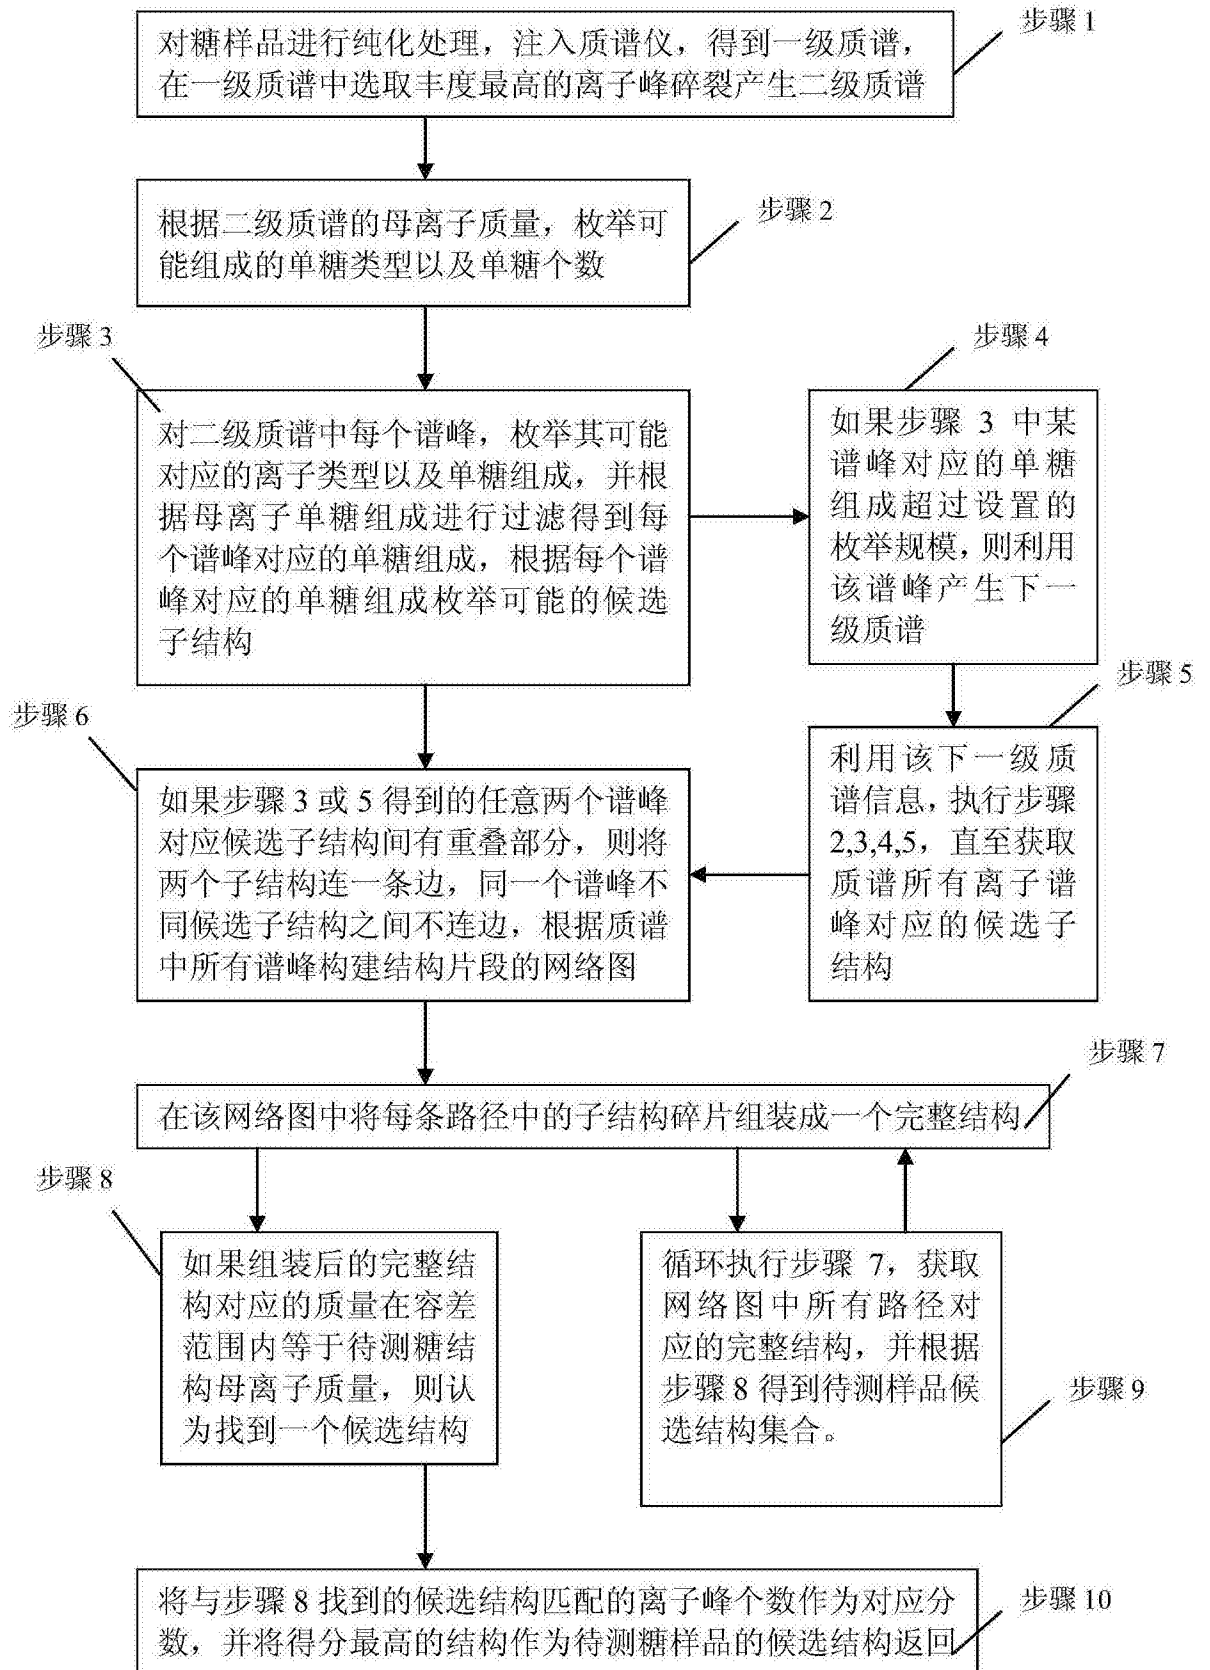 步骤 1
对糖样品进行纯化处理，注入质谱仪，得到一级质谱，
在一级质谱中选取丰度最高的离子峰碎裂产生二级质谱
步骤 2
根据二级质谱的母离子质量，枚举可
能组成的单糖类型以及单糖个数
步骤 3
对二级质谱中每个谱峰，枚举其可能
对应的离子类型以及单糖组成，并根
据母离子单糖组成进行过滤得到每
个谱峰对应的单糖组成，根据每个谱
峰对应的单糖组成枚举可能的候选
子结构
步骤 4
如果步骤 3 中某
谱峰对应的单糖
组成超过设置的
枚举规模，则利用
该谱峰产生下一
级质谱
步骤 5
利用该下一级质
谱信息，执行步骤
2,3,4,5，直至获取
质谱所有离子谱
峰对应的候选子
结构
步骤 6
如果步骤 3 或 5 得到的任意两个谱峰
对应候选子结构间有重叠部分，则将
两个子结构连一条边，同一个谱峰不
同候选子结构之间不连边，根据质谱
中所有谱峰构建结构片段的网络图
步骤 7
在该网络图中将每条路径中的子结构碎片组装成一个完整结构
步骤 8
如果组装后的完整结
构对应的质量在容差
范围内等于待测糖结
构母离子质量，则认
为找到一个候选结构
循环执行步骤 7，获取
网络图中所有路径对
应的完整结构，并根据
步骤 8 得到待测样品候
选结构集合。
步骤 9
将与步骤 8 找到的候选结构匹配的离子峰个数作为对应分
数，并将得分最高的结构作为待测糖样品的候选结构返回
步骤 10